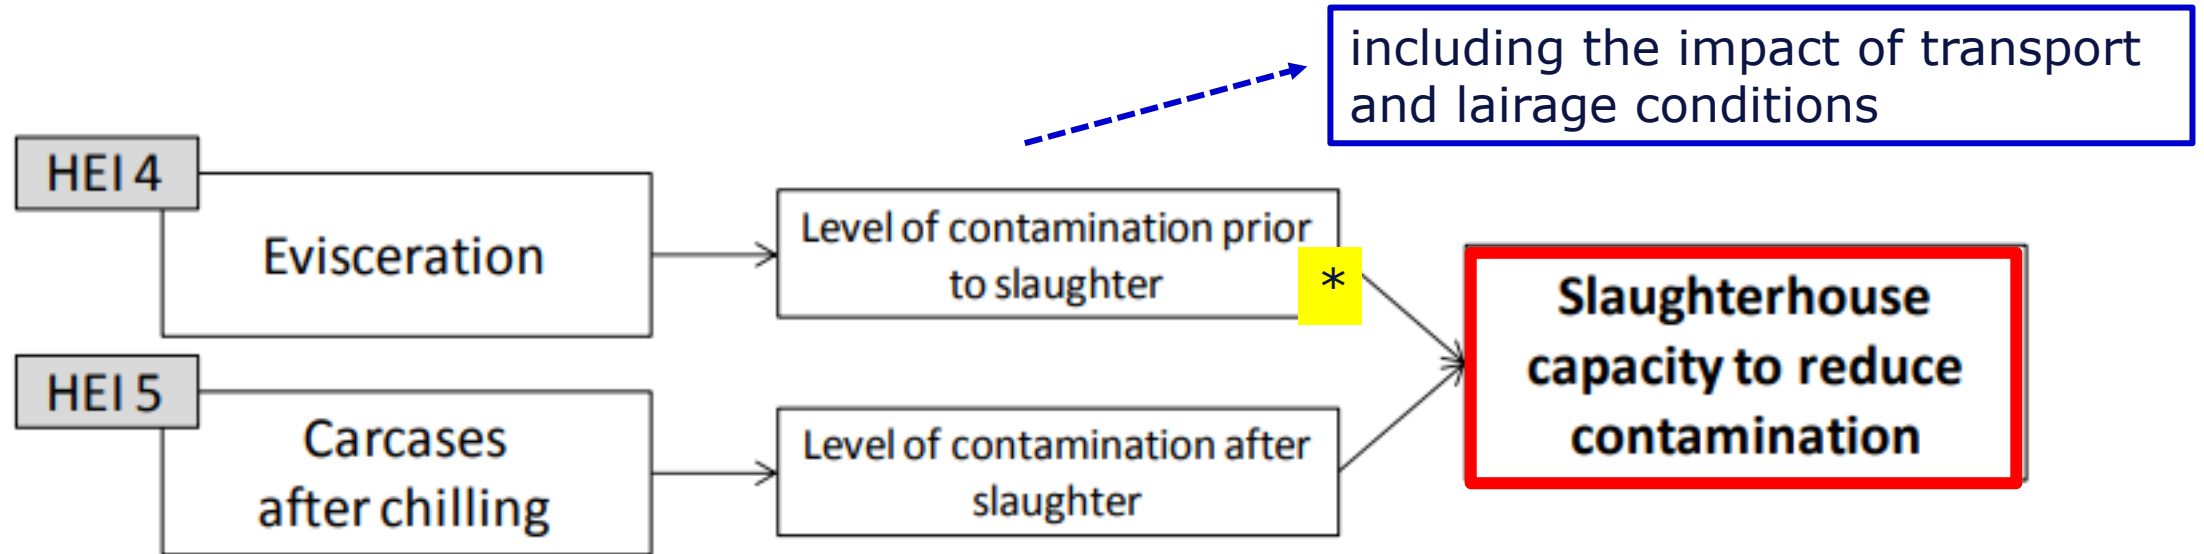 including the impact of transport
and lairage conditions
HEI 4
Evisceration
Level of contamination prior
to slaughter
*
HEI 5
Carcases
after chilling
Level of contamination after
slaughter
Slaughterhouse
capacity to reduce
contamination